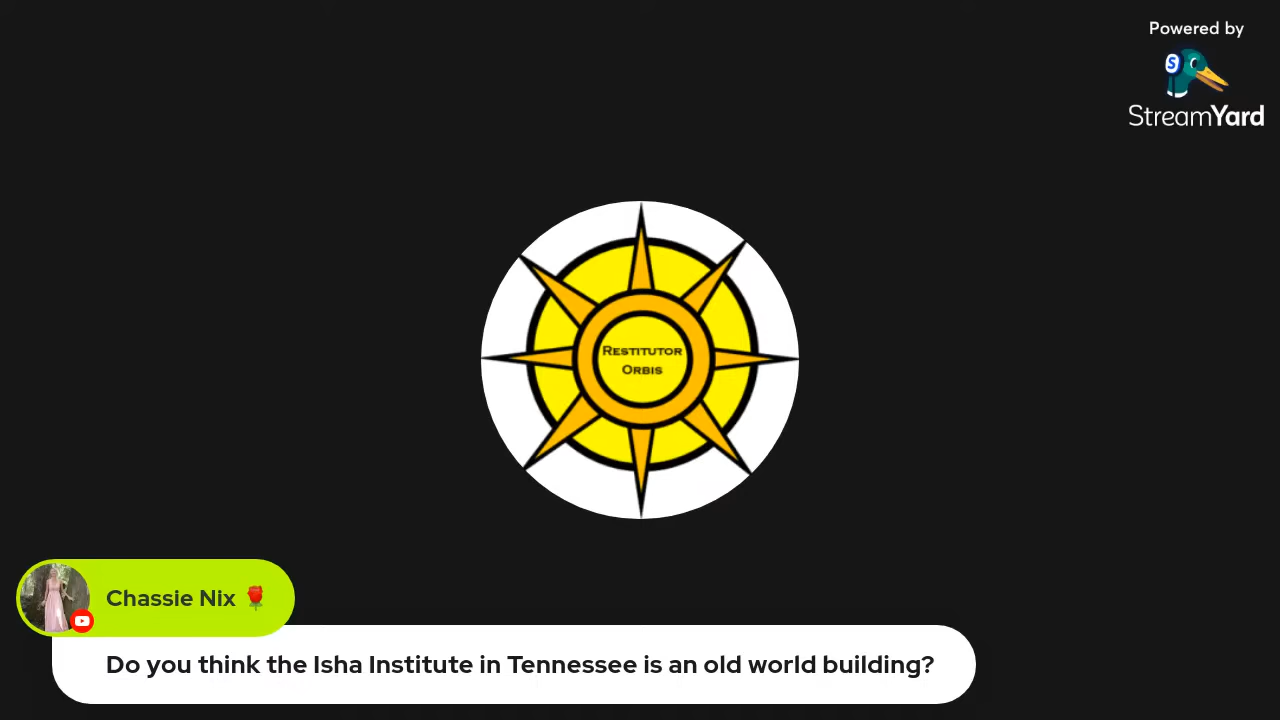 Powered by
S
StreamYard
Restitutor
Orbis
Chassie Nix 🌹
Do you think the Isha Institute in Tennessee is an old world building?